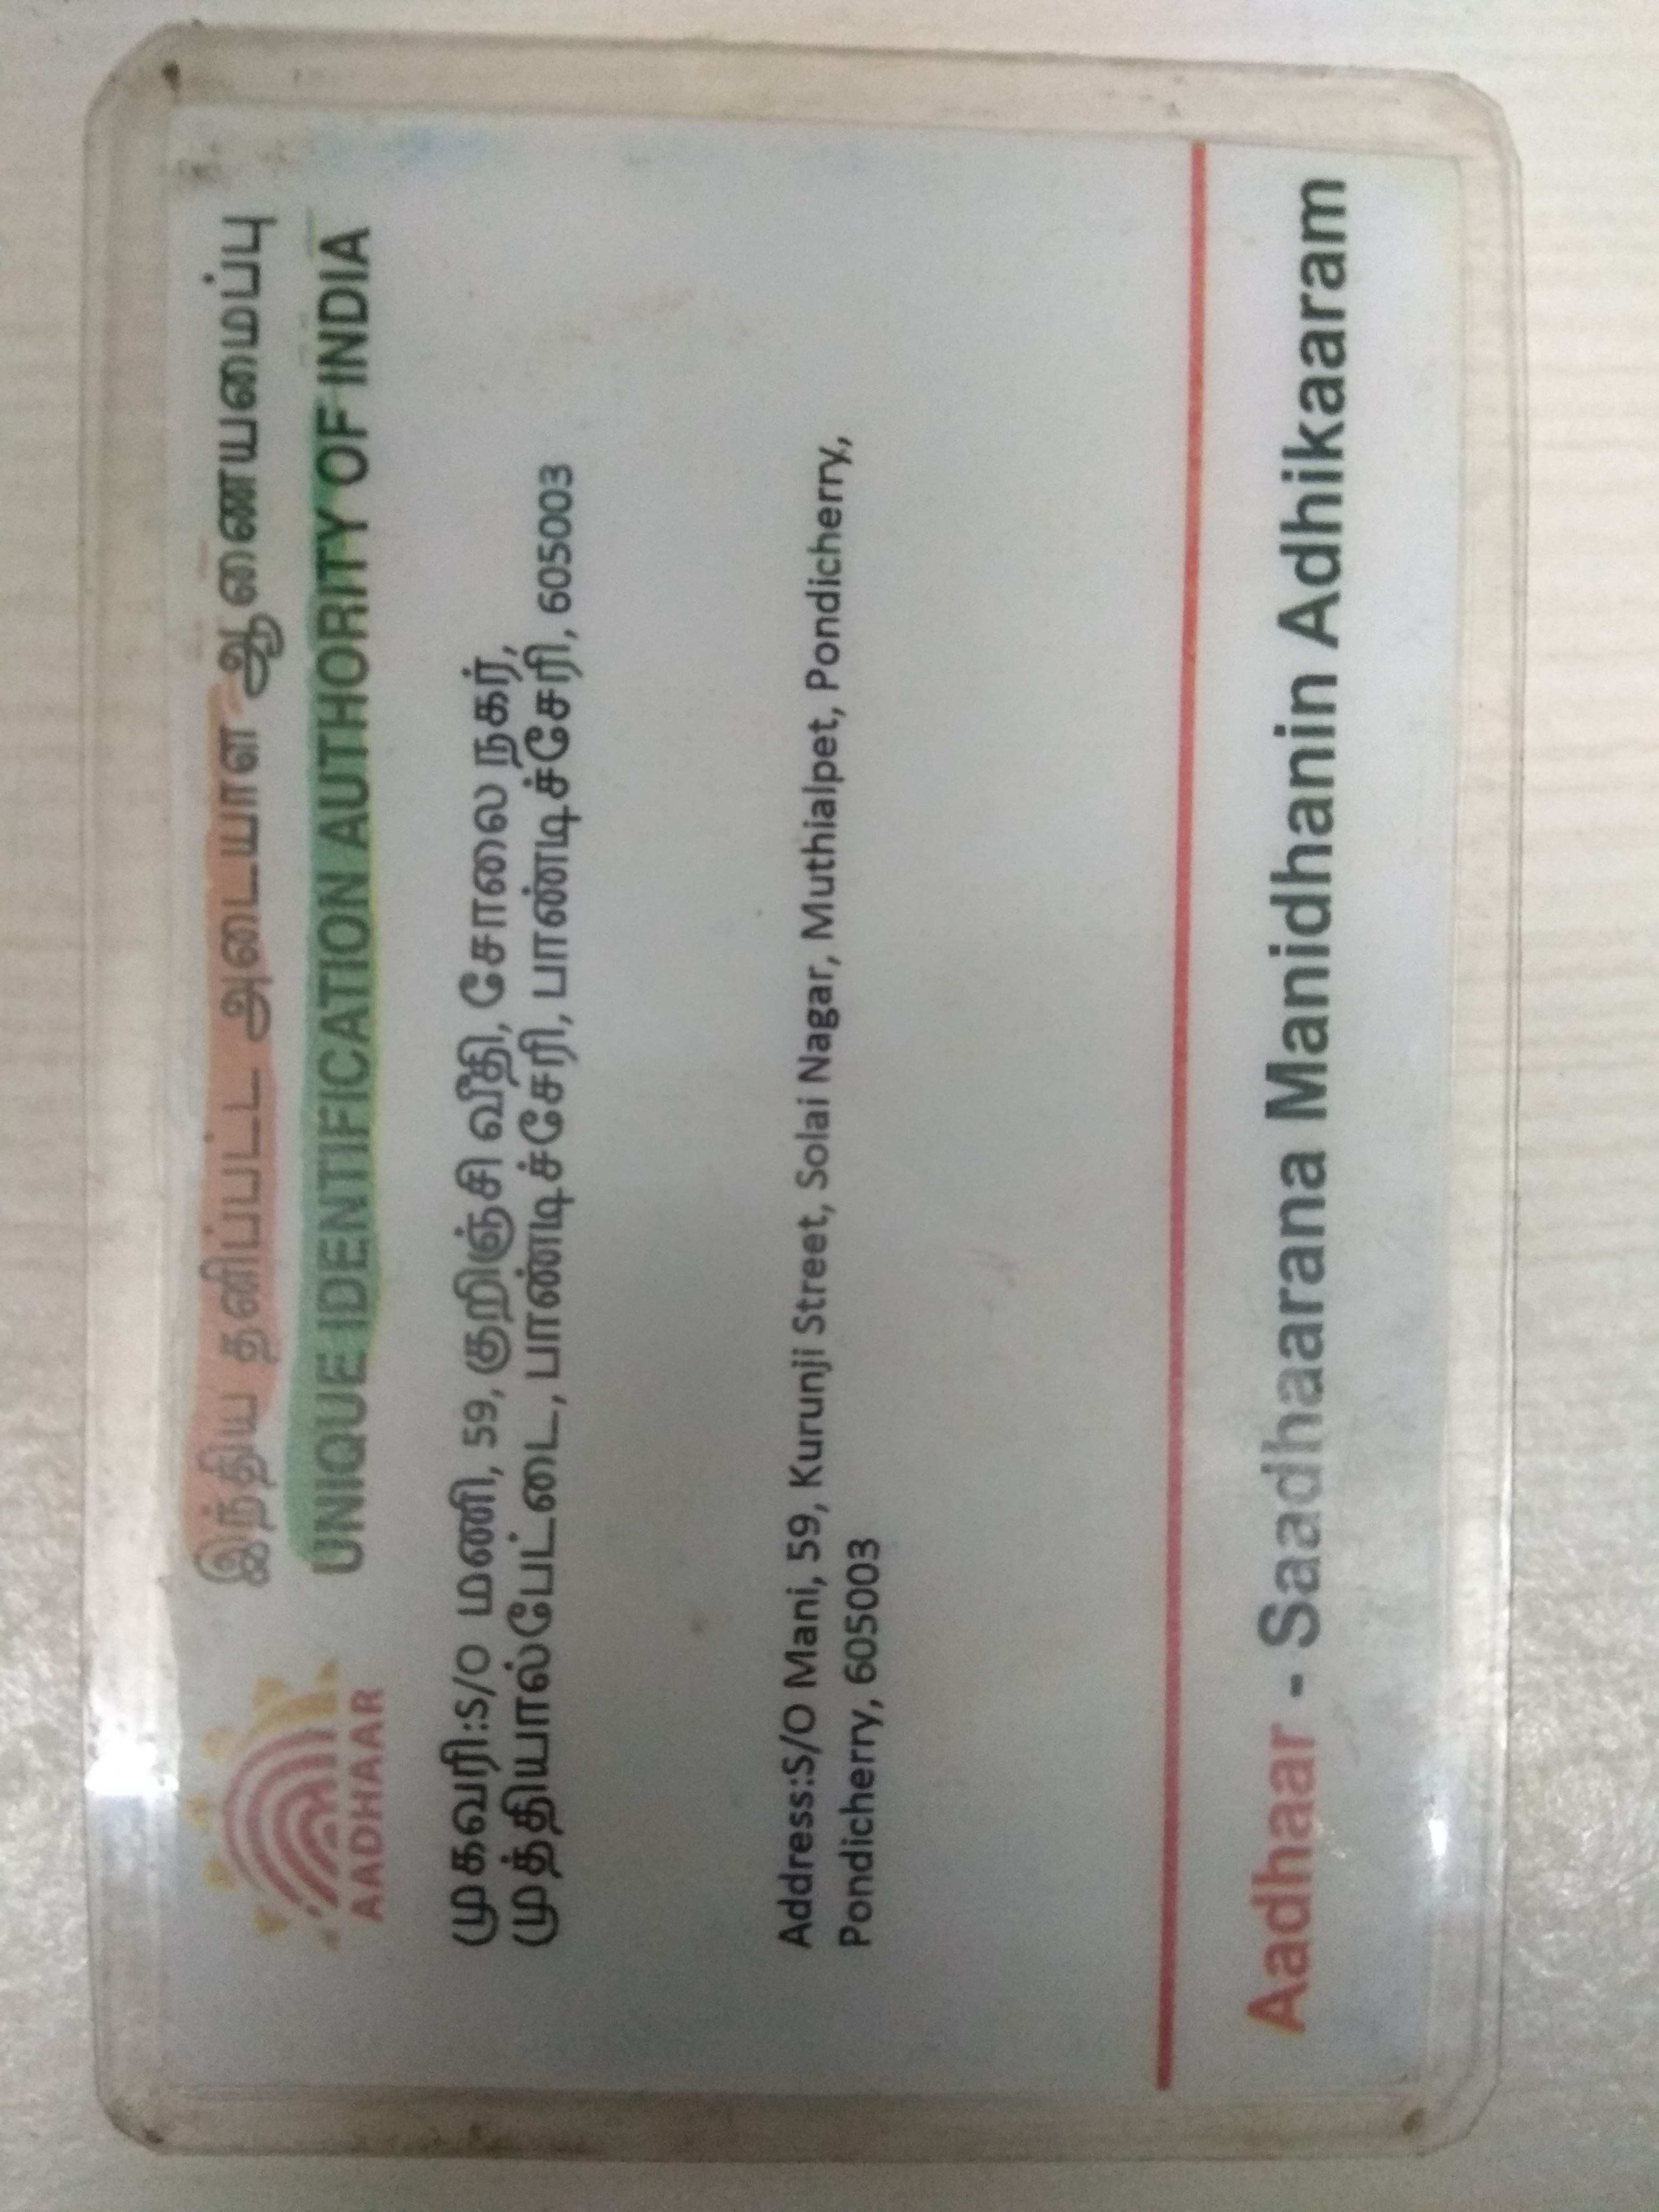 இந்திய தனிப்பட்ட அடையாள ஆணையமைப்பு
UNIQUE IDENTIFICATION AUTHORITY OF INDIA
AADHAAR
முகவரி:S/O மணி, 59, குறிஞ்சி வீதி, சோலை நகர்,
முத்தியால்பேட்டை, பாண்டிச்சேரி, பாண்டிச்சேரி, 605003
Address:S/O Mani, 59, Kurunji Street, Solai Nagar, Muthialpet, Pondicherry,
Pondicherry, 605003
Aadhaar - Saadhaarana Manidhanin Adhikaaram